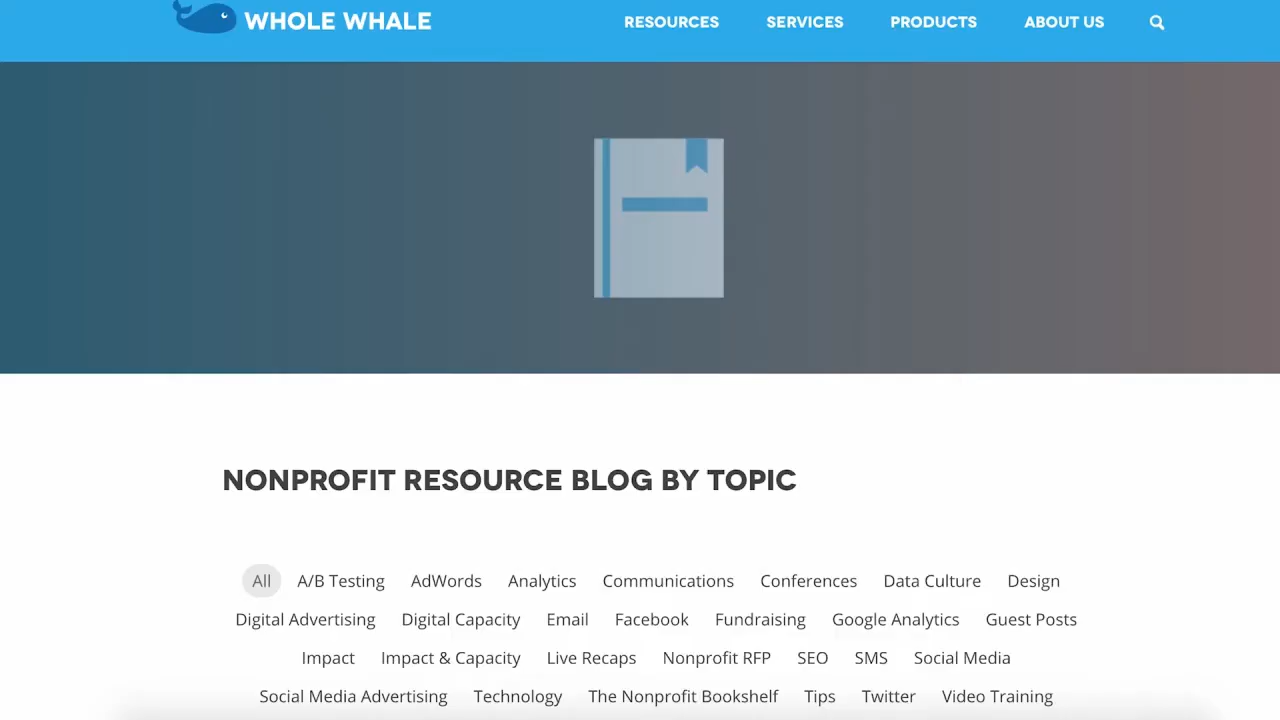 WHOLE WHALE RESOURCES SERVICES PRODUCTS ABOUT US
NONPROFIT RESOURCE BLOG BY TOPIC
All A/B Testing AdWords Analytics Communications Conferences Data Culture Design
Digital Advertising Digital Capacity Email Facebook Fundraising Google Analytics Guest Posts
Impact Impact & Capacity Live Recaps Nonprofit RFP SEO SMS Social Media
Social Media Advertising Technology The Nonprofit Bookshelf Tips Twitter Video Training